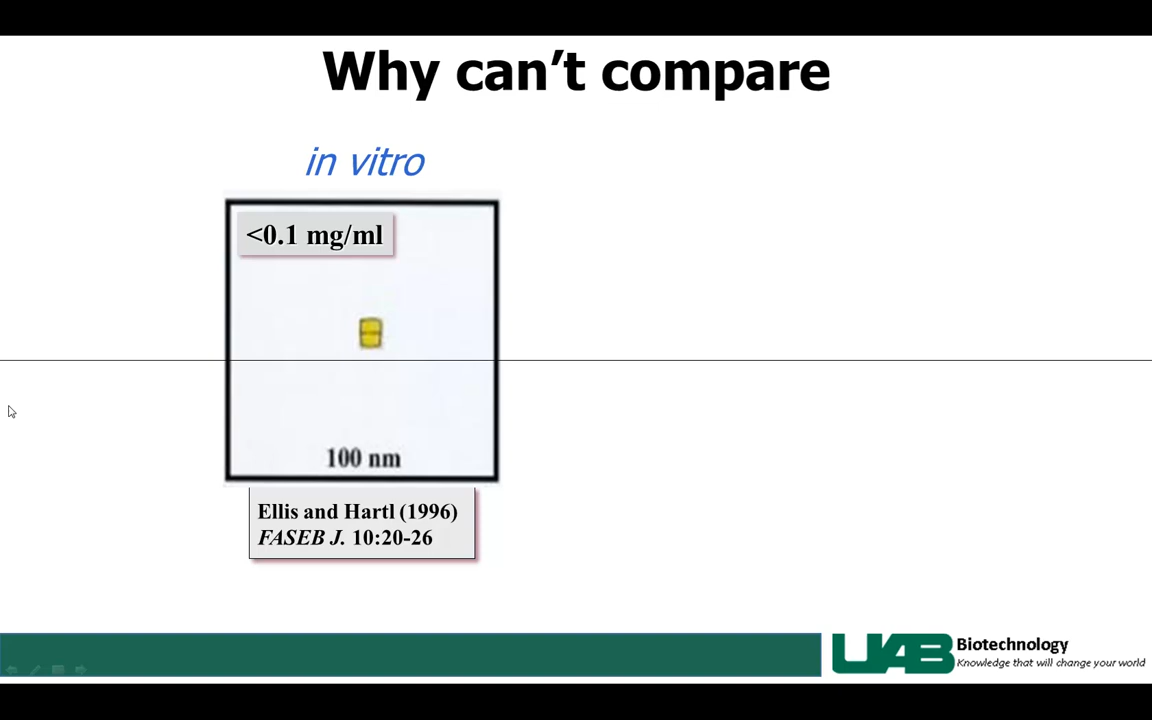 Why can't compare
in vitro
<0.1 mg/ml
100 nm
Ellis and Hartl (1996)
FASEB J. 10:20-26
UAB Biotechnology
Knowledge that will change your world